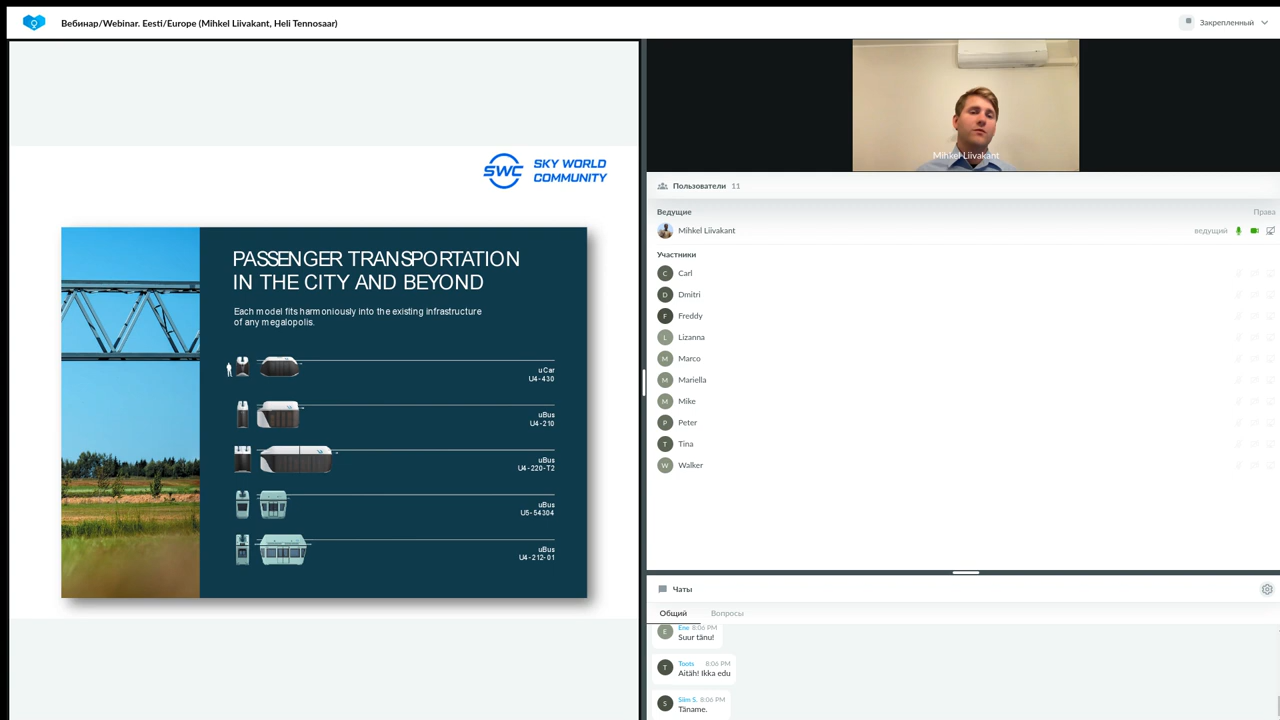 Вебинар/Webinar. Eesti/Europe (Mihkel Liivakant, Heli Tennosaar)
Закрепленный
SWC SKY WORLD
COMMUNITY
PASSENGER TRANSPORTATION
IN THE CITY AND BEYOND
Each model fits harmoniously into the existing infrastructure
of any megalopolis.
uCar
U4-430
uBus
U4-210
uBus
U4-220-T2
uBus
U5-54304
uBus
U4-212-01
Mihkel Liivakant
Пользователи 11
Ведущие Права
Mihkel Liivakant ведущий
Участники
C Carl
D Dmitri
F Freddy
L Lizanna
M Marco
M Mariella
M Mike
P Peter
T Tina
W Walker
Чаты
Общий Вопросы
E Ene 8:06 PM
Suur tänu!
T Toots 8:06 PM
Aitäh! Ikka edu
S Siim S. 8:06 PM
Täname.